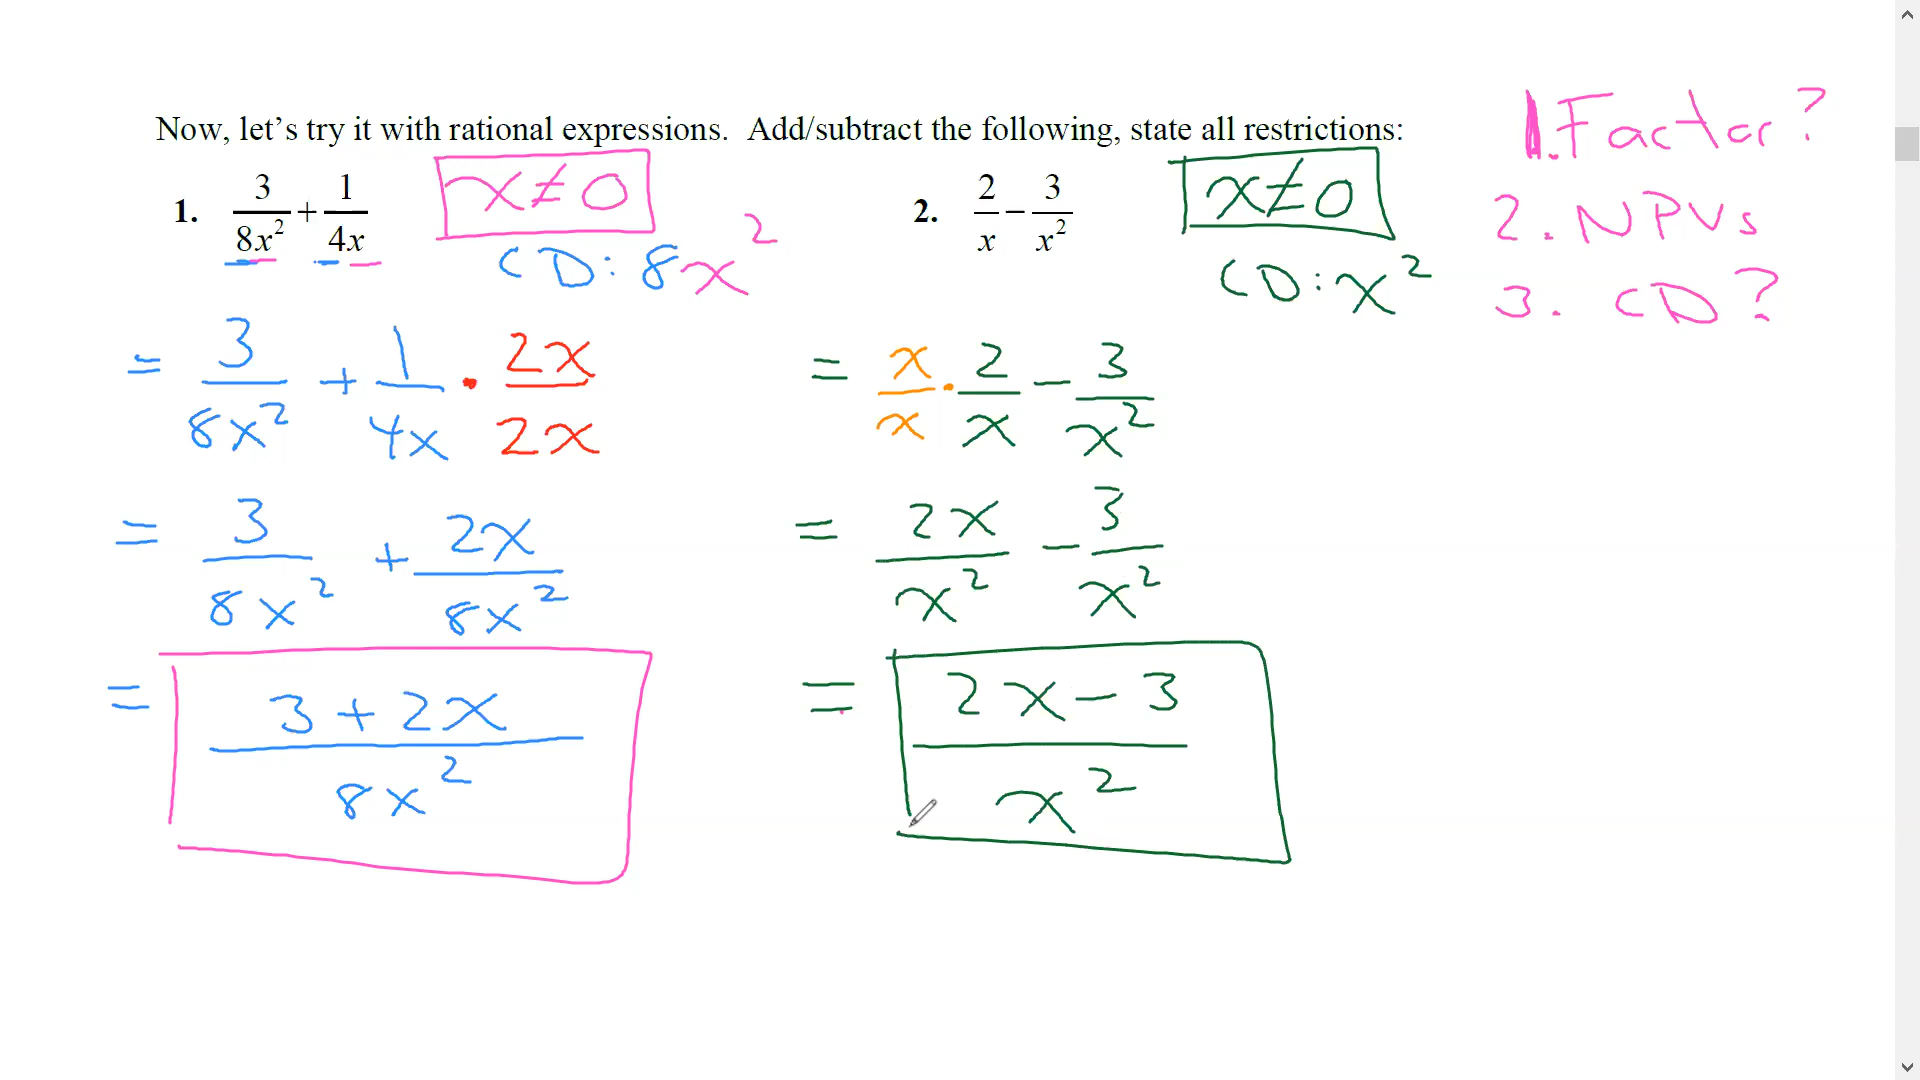 Now, let’s try it with rational expressions. Add/subtract the following, state all restrictions:
1. 3/8x² + 1/4x
x ≠ 0
CD: 8x²
= 3/8x² + 1/4x · 2x/2x
= 3/8x² + 2x/8x²
= 3 + 2x/8x²
2. 2/x − 3/x²
x ≠ 0
CD: x²
= x/x · 2/x − 3/x²
= 2x/x² − 3/x²
= 2x − 3/x²
1. Factor?
2. NPVs
3. CD?